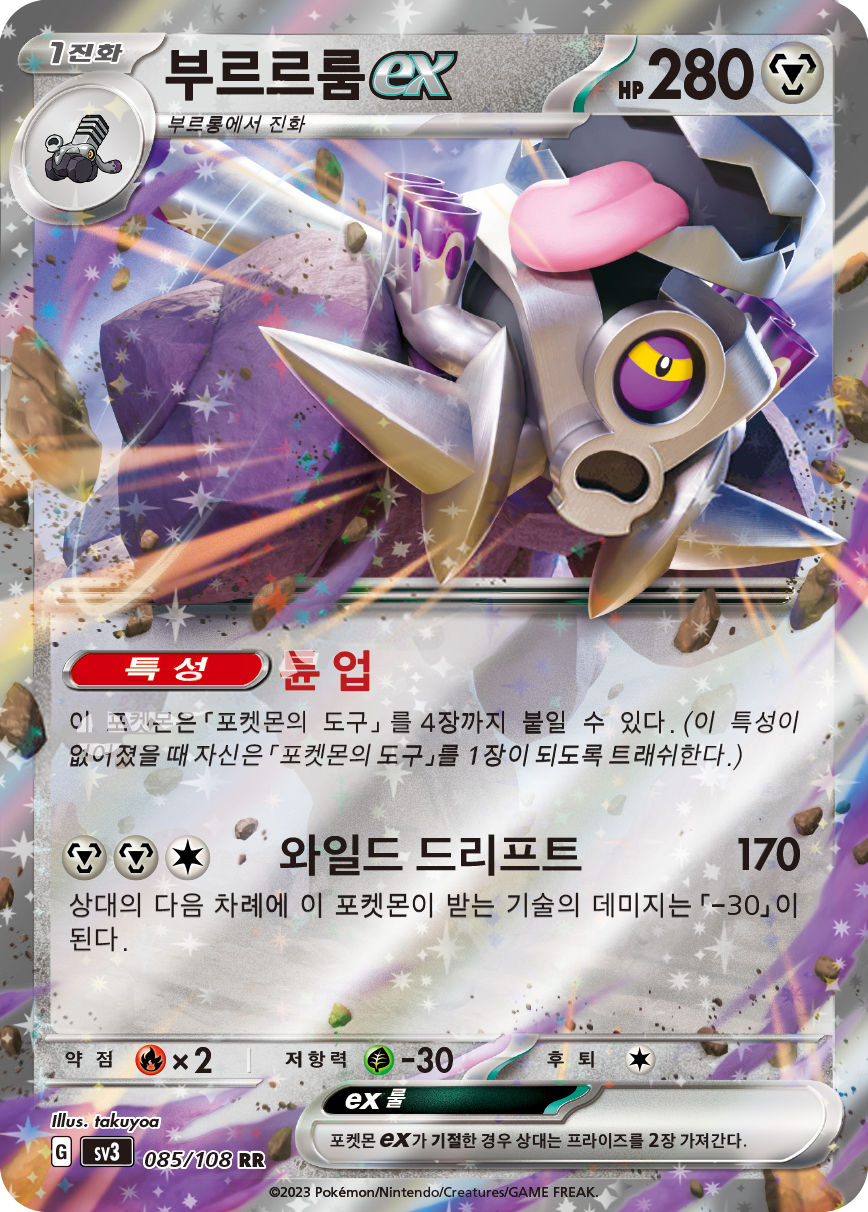 1진화
부르르룸ex
HP 280
부르롱에서 진화
특성
튠 업
이 포켓몬은 「포켓몬의 도구」를 4장까지 붙일 수 있다. (이 특성이
없어졌을 때 자신은 「포켓몬의 도구」를 1장이 되도록 트래쉬한다.)
와일드 드리프트 170
상대의 다음 차례에 이 포켓몬이 받는 기술의 데미지는 「-30」이
된다.
약점 ×2 저항력 -30 후퇴
ex룰
포켓몬 ex가 기절한 경우 상대는 프라이즈를 2장 가져간다.
Illus. takuyoa
G sv3 085/108 RR
©2023 Pokémon/Nintendo/Creatures/GAME FREAK.